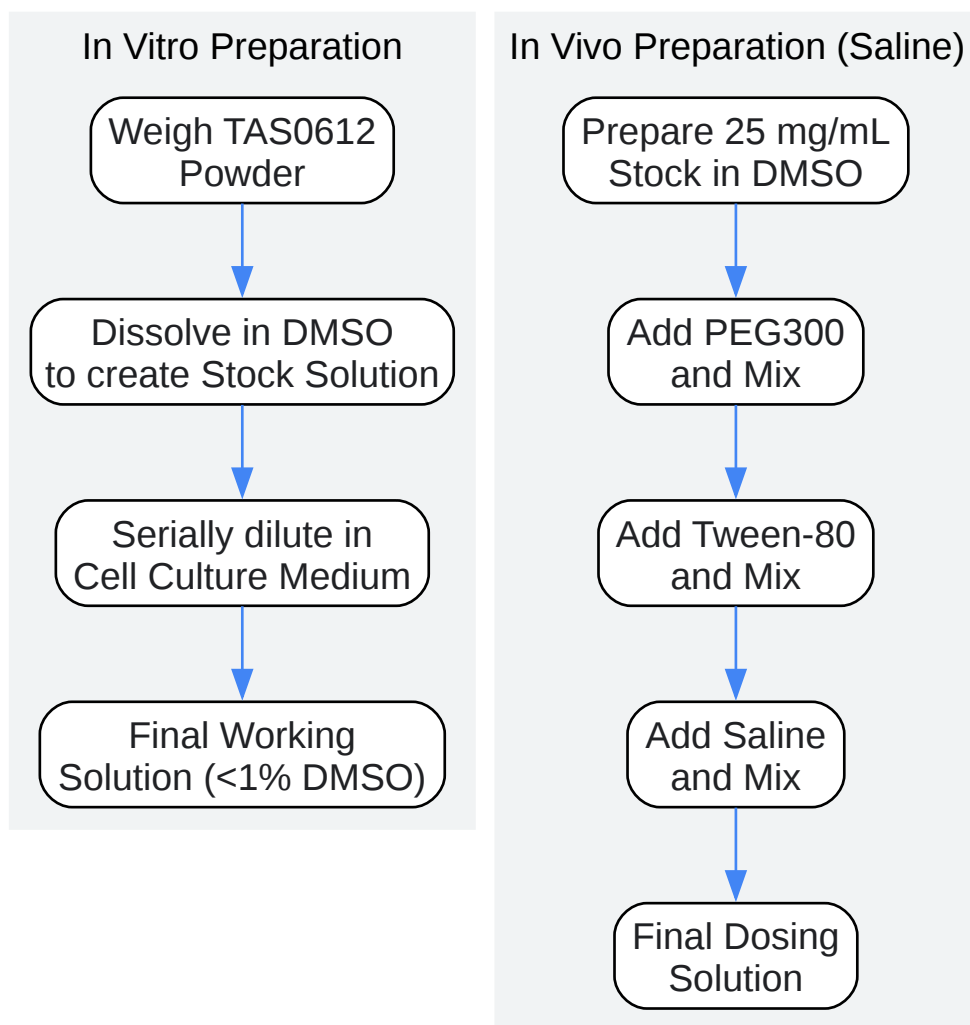 In Vitro Preparation
Weigh TAS0612
Powder
Dissolve in DMSO
to create Stock Solution
Serially dilute in
Cell Culture Medium
Final Working
Solution (<1% DMSO)
In Vivo Preparation (Saline)
Prepare 25 mg/mL
Stock in DMSO
Add PEG300
and Mix
Add Tween-80
and Mix
Add Saline
and Mix
Final Dosing
Solution